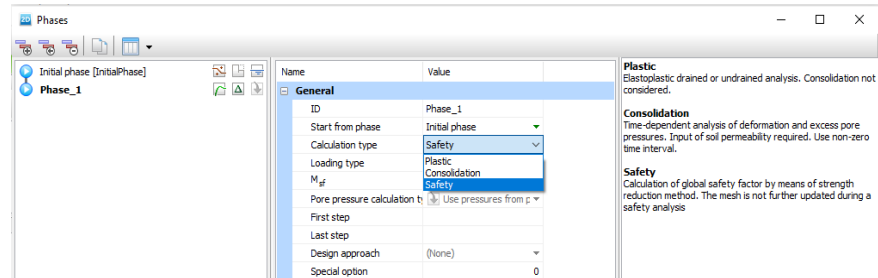 2D Phases
Initial phase [InitialPhase]
Phase_1
Name Value
General
ID Phase_1
Start from phase Initial phase
Calculation type Safety
Plastic
Consolidation
Safety
Loading type
Msf
Pore pressure calculation t Use pressures from p
First step
Last step
Design approach (None)
Special option 0
Plastic
Elastoplastic drained or undrained analysis. Consolidation not
considered.
Consolidation
Time-dependent analysis of deformation and excess pore
pressures. Input of soil permeability required. Use non-zero
time interval.
Safety
Calculation of global safety factor by means of strength
reduction method. The mesh is not further updated during a
safety analysis